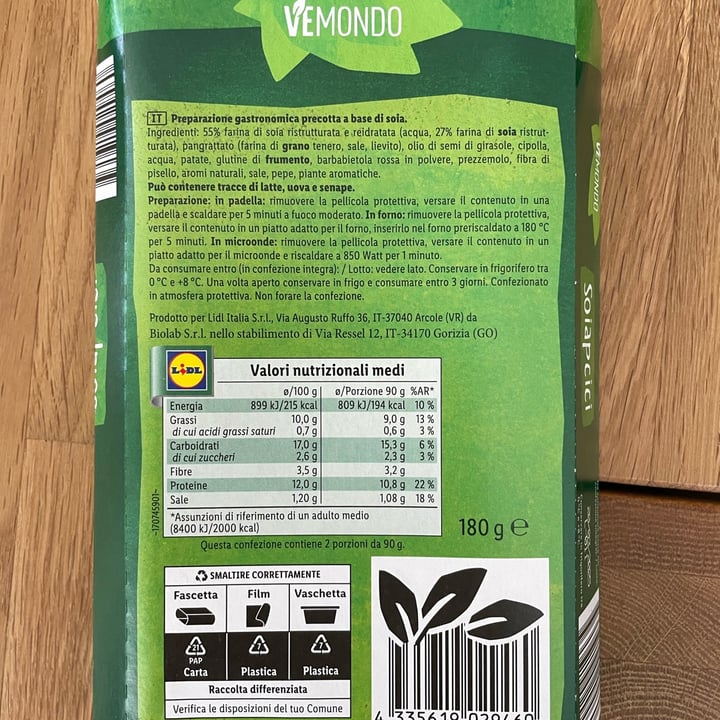 VEMONDO
IT Preparazione gastronomica precotta a base di soia.
Ingredienti: 55% farina di soia ristrutturata e reidratata (acqua, 27% farina di soia ristrut-
turata), pangrattato (farina di grano tenero, sale, lievito), olio di semi di girasole, cipolla,
acqua, patate, glutine di frumento, barbabietola rossa in polvere, prezzemolo, fibra di
pisello, aromi naturali, sale, pepe, piante aromatiche.
Può contenere tracce di latte, uova e senape.
Preparazione: in padella: rimuovere la pellicola protettiva, versare il contenuto in una
padella e scaldare per 5 minuti a fuoco moderato. In forno: rimuovere la pellicola protettiva,
versare il contenuto in un piatto adatto per il forno, inserirlo nel forno preriscaldato a 180 °C
per 5 minuti. In microonde: rimuovere la pellicola protettiva, versare il contenuto in un
piatto adatto per il microonde e riscaldare a 850 Watt per 1 minuto.
Da consumare entro (in confezione integra): / Lotto: vedere lato. Conservare in frigorifero tra
0 °C e +8 °C. Una volta aperto conservare in frigo e consumare entro 3 giorni. Confezionato
in atmosfera protettiva. Non forare la confezione.
Prodotto per Lidl Italia S.r.l., Via Augusto Ruffo 36, IT-37040 Arcole (VR) da
Biolab S.r.l. nello stabilimento di Via Ressel 12, IT-34170 Gorizia (GO)
LIDL
Valori nutrizionali medi
ø/100 g ø/Porzione 90 g %AR*
Energia 899 kJ/215 kcal 809 kJ/194 kcal 10 %
Grassi 10,0 g 9,0 g 13 %
di cui acidi grassi saturi 0,7 g 0,6 g 3 %
Carboidrati 17,0 g 15,3 g 6 %
di cui zuccheri 2,6 g 2,3 g 3 %
Fibre 3,5 g 3,2 g
Proteine 12,0 g 10,8 g 22 %
Sale 1,20 g 1,08 g 18 %
*Assunzioni di riferimento di un adulto medio
(8400 kJ/2000 kcal)
-170745901-
180 g e
Questa confezione contiene 2 porzioni da 90 g.
SMALTIRE CORRETTAMENTE
Fascetta Film Vaschetta
21 7 7
PAP
Carta Plastica Plastica
Raccolta differenziata
Verifica le disposizioni del tuo Comune
4 335619 029460
VEMONDO
Soiapcici